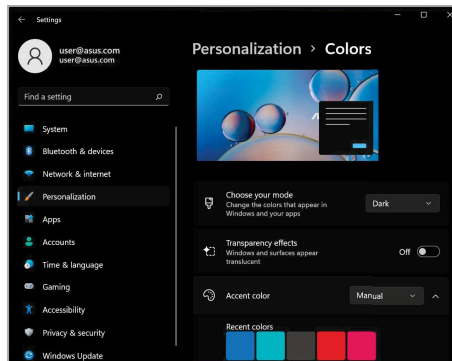 Settings
user@asus.com
user@asus.com
Find a setting
System
Bluetooth & devices
Network & internet
Personalization
Apps
Accounts
Time & language
Gaming
Accessibility
Privacy & security
Windows Update
Personalization > Colors
Choose your mode
Change the colors that appear in
Windows and your apps
Dark
Transparency effects
Windows and surfaces appear
translucent
Off
Accent color
Manual
Recent colors